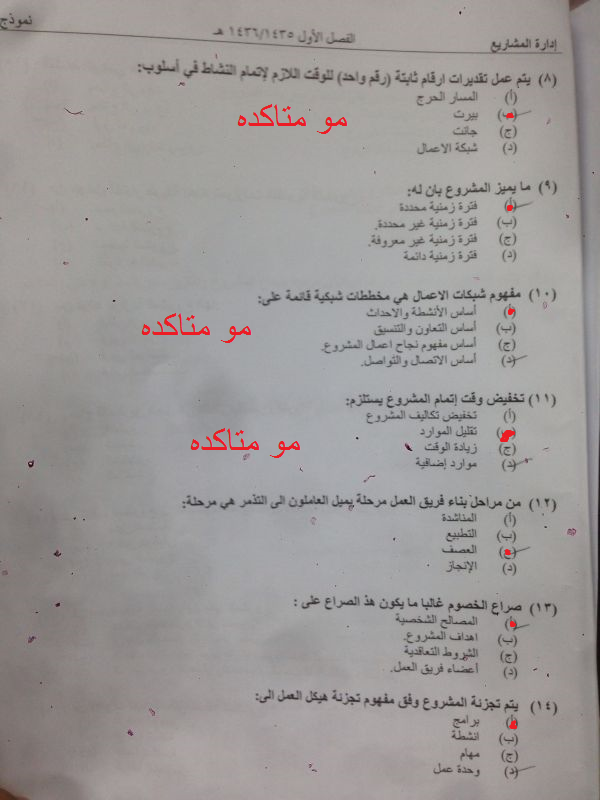 نموذج
الفصل الأول ١٤٣٦/١٤٣٥ هـ
إدارة المشاريع
(٨) يتم عمل تقديرات ارقام ثابتة (رقم واحد) للوقت اللازم لإتمام النشاط في أسلوب:
(أ) المسار الحرج
(ب) بيرت
مو متاكده
(ج) جانت
(د) شبكة الاعمال
(٩) ما يميز المشروع بان له:
(أ) فترة زمنية محددة
(ب) فترة زمنية غير محددة.
(ج) فترة زمنية غير معروفة.
(د) فترة زمنية دائمة
(١٠) مفهوم شبكات الاعمال هي مخططات شبكية قائمة على:
(أ) أساس الأنشطة والاحداث
(ب) أساس التعاون والتنسيق
مو متاكده
(ج) أساس مفهوم نجاح اعمال المشروع.
(د) أساس الاتصال والتواصل.
(١١) تخفيض وقت إتمام المشروع يستلزم:
(أ) تخفيض تكاليف المشروع
(ب) تقليل الموارد
مو متاكده
(ج) زيادة الوقت
(د) موارد إضافية
(١٢) من مراحل بناء فريق العمل مرحلة يميل العاملون الى التذمر هي مرحلة:
(أ) المناشدة
(ب) التطبيع
(ج) العصف
(د) الإنجاز
(١٣) صراع الخصوم غالبا ما يكون هذ الصراع على :
(أ) المصالح الشخصية
(ب) اهداف المشروع.
(ج) الشروط التعاقدية
(د) أعضاء فريق العمل.
(١٤) يتم تجزئة المشروع وفق مفهوم تجزئة هيكل العمل الى:
(أ) برامج
(ب) انشطة
(ج) مهام
(د) وحدة عمل